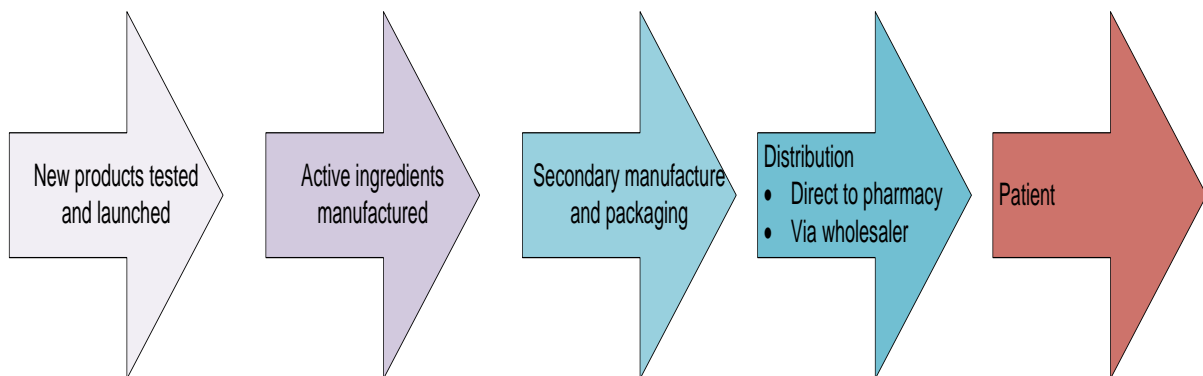 New products tested
and launched
Active ingredients
manufactured
Secondary manufacture
and packaging
Distribution
• Direct to pharmacy
• Via wholesaler
Patient